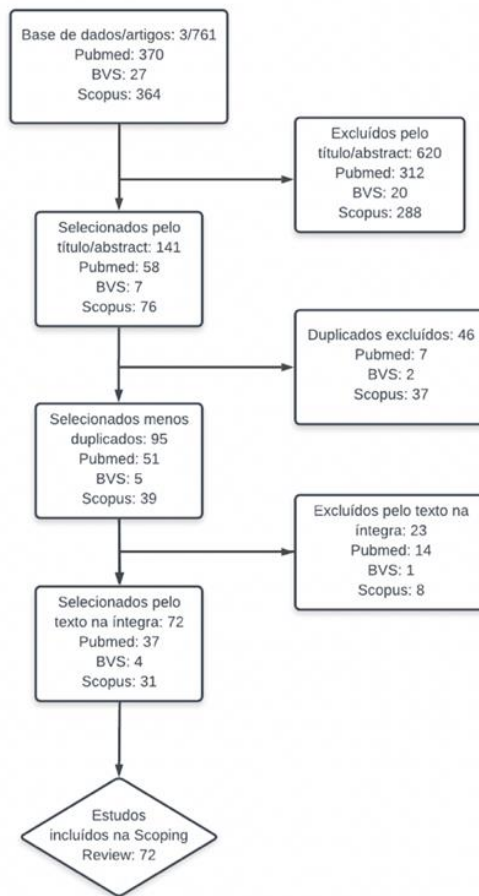 Base de dados/artigos: 3/761
Pubmed: 370
BVS: 27
Scopus: 364
Excluídos pelo
título/abstract: 620
Pubmed: 312
BVS: 20
Scopus: 288
Selecionados pelo
título/abstract: 141
Pubmed: 58
BVS: 7
Scopus: 76
Duplicados excluídos: 46
Pubmed: 7
BVS: 2
Scopus: 37
Selecionados menos
duplicados: 95
Pubmed: 51
BVS: 5
Scopus: 39
Excluídos pelo texto na
íntegra: 23
Pubmed: 14
BVS: 1
Scopus: 8
Selecionados pelo
texto na íntegra: 72
Pubmed: 37
BVS: 4
Scopus: 31
Estudos
incluídos na Scoping
Review: 72